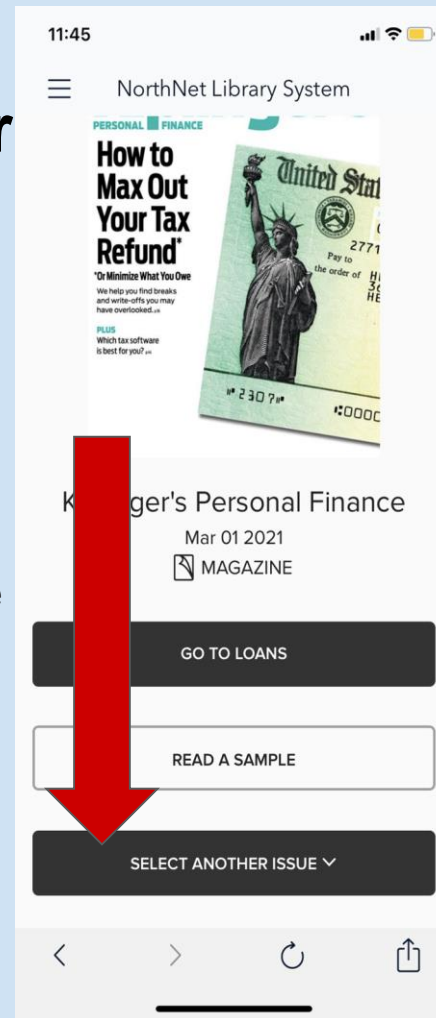 11:45
NorthNet Library System
PERSONAL FINANCE
How to
Max Out
Your Tax
Refund*
*Or Minimize What You Owe
We help you find breaks
and write-offs you may
have overlooked.
PLUS
Which tax software
is best for you?
United Stat
2771
Pay to
the order of
⑈2307⑈
⑆0000
ger's Personal Finance
Mar 01 2021
MAGAZINE
GO TO LOANS
READ A SAMPLE
SELECT ANOTHER ISSUE